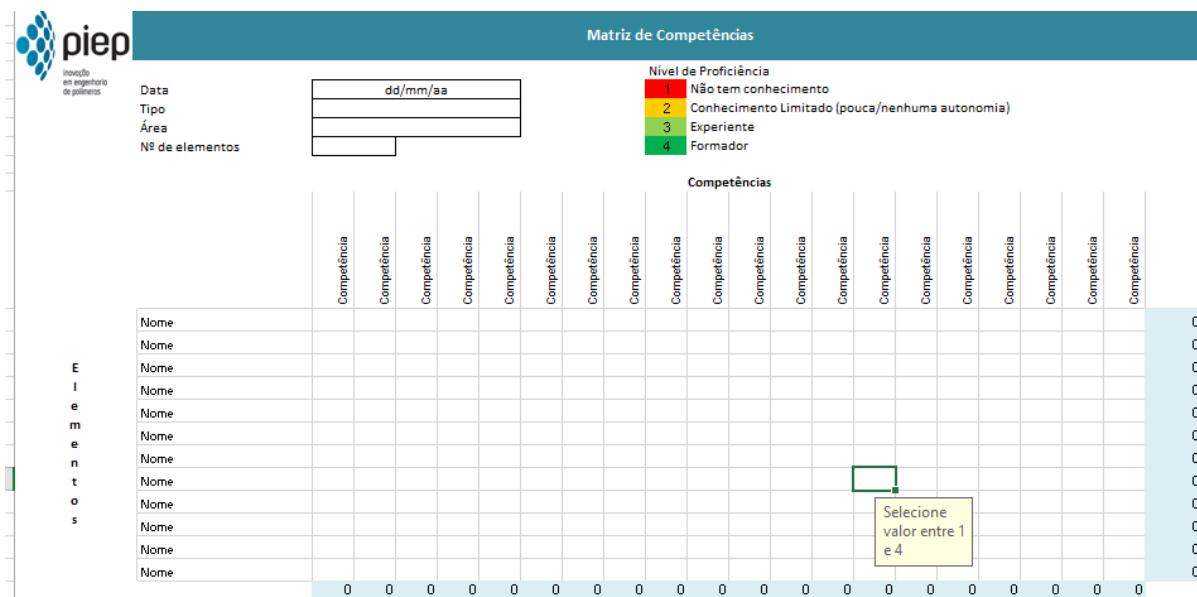 piep
inovação
em engenharia
de polímeros
Matriz de Competências
Nível de Proficiência
Data dd/mm/aa 1 Não tem conhecimento
Tipo 2 Conhecimento Limitado (pouca/nenhuma autonomia)
Área 3 Experiente
Nº de elementos 4 Formador
Competências
Competência Competência Competência Competência Competência Competência Competência Competência Competência Competência Competência Competência Competência Competência Competência Competência Competência Competência Competência Competência
Elementos
Nome 0
Nome 0
Nome 0
Nome 0
Nome 0
Nome 0
Nome 0
Nome 0
Nome 0
Nome 0
Nome 0
Nome 0
Selecione
valor entre 1
e 4
0 0 0 0 0 0 0 0 0 0 0 0 0 0 0 0 0 0 0 0